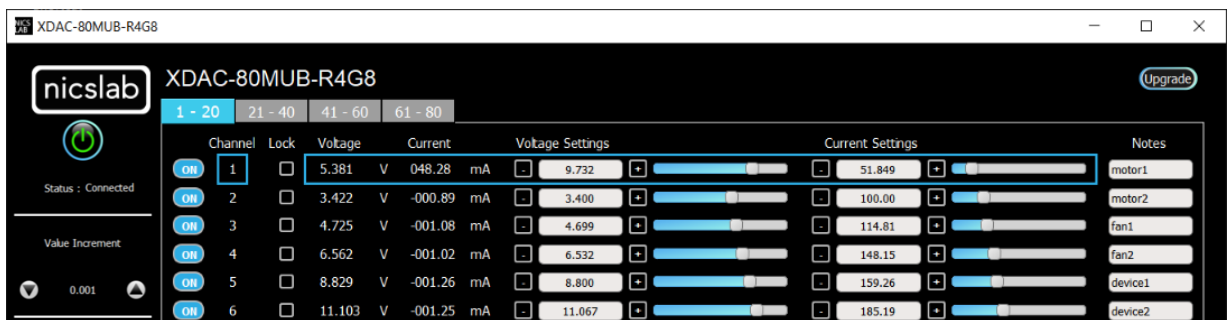 NICS LAB XDAC-80MUB-R4G8
nicslab XDAC-80MUB-R4G8 Upgrade
1 - 20 21 - 40 41 - 60 61 - 80
Channel Lock Voltage Current Voltage Settings Current Settings Notes
ON 1 5.381 V 048.28 mA - 9.732 + - 51.849 + motor1
Status : Connected
ON 2 3.422 V -000.89 mA - 3.400 + - 100.00 + motor2
ON 3 4.725 V -001.08 mA - 4.699 + - 114.81 + fan1
Value Increment
ON 4 6.562 V -001.02 mA - 6.532 + - 148.15 + fan2
0.001 ON 5 8.829 V -001.26 mA - 8.800 + - 159.26 + device1
ON 6 11.103 V -001.25 mA - 11.067 + - 185.19 + device2